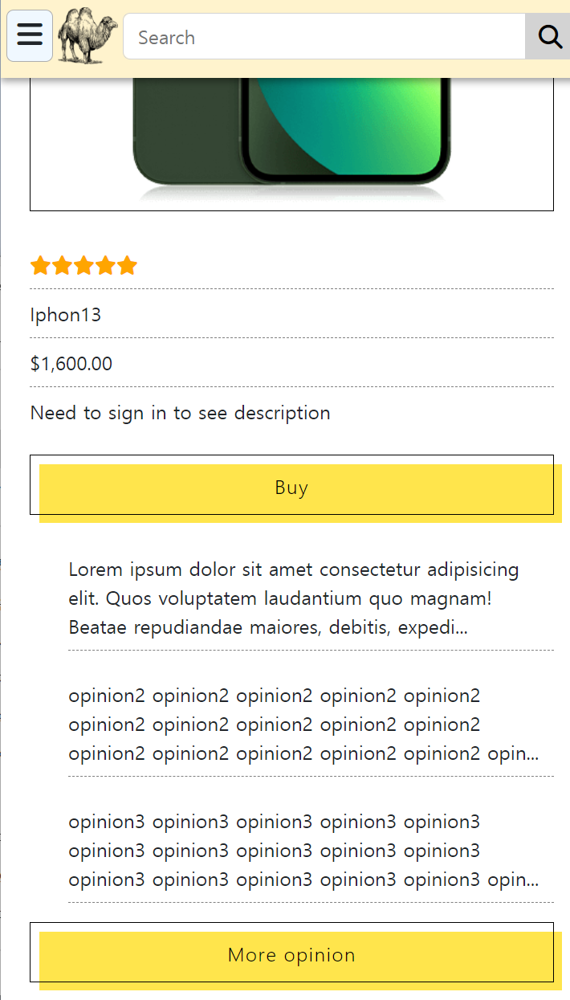 Search
Iphon13
$1,600.00
Need to sign in to see description
Buy
Lorem ipsum dolor sit amet consectetur adipisicing
elit. Quos voluptatem laudantium quo magnam!
Beatae repudiandae maiores, debitis, expedi...
opinion2 opinion2 opinion2 opinion2 opinion2
opinion2 opinion2 opinion2 opinion2 opinion2
opinion2 opinion2 opinion2 opinion2 opinion2 opin...
opinion3 opinion3 opinion3 opinion3 opinion3
opinion3 opinion3 opinion3 opinion3 opinion3
opinion3 opinion3 opinion3 opinion3 opinion3 opin...
More opinion